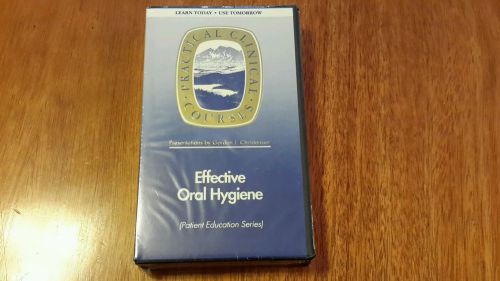 LEARN TODAY • USE TOMORROW
PRACTICAL CLINICAL
COURSES
Presentations by Gordon J. Christensen
Effective
Oral Hygiene
(Patient Education Series)